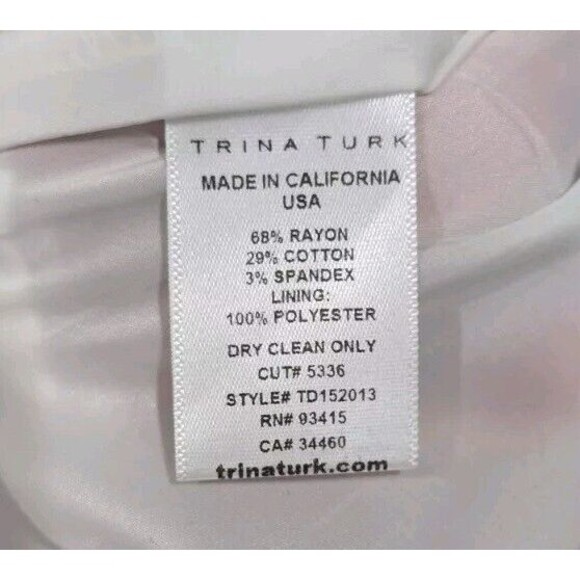 TRINA TURK
MADE IN CALIFORNIA
USA
68% RAYON
29% COTTON
3% SPANDEX
LINING:
100% POLYESTER
DRY CLEAN ONLY
CUT# 5336
STYLE# TD152013
RN# 93415
CA# 34460
trinaturk.com